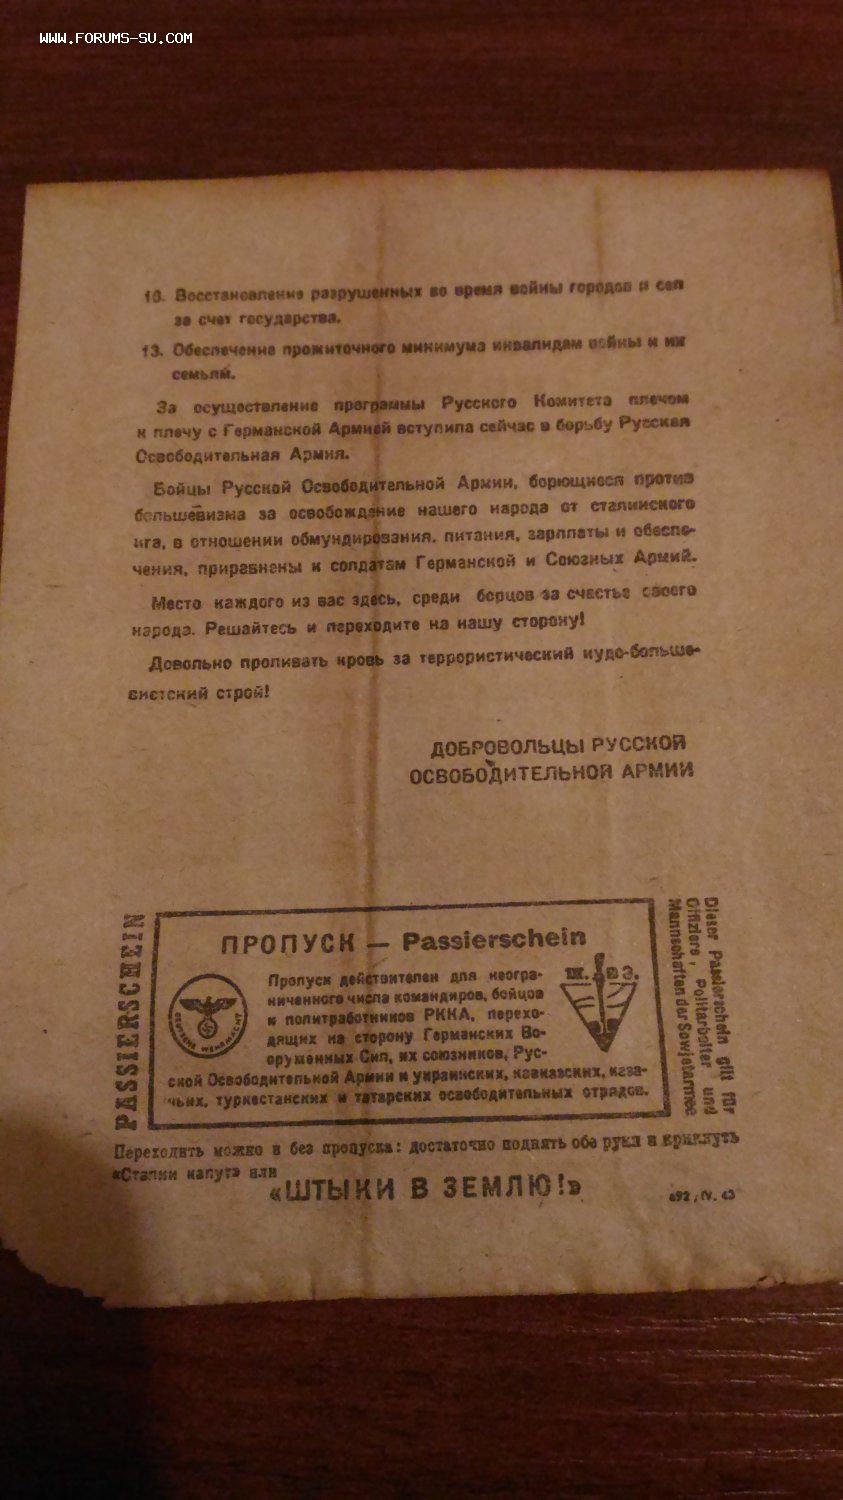 WWW.FORUMS-SU.COM
10. Восстановление разрушенных во время войны городов и сел
за счет государства.
13. Обеспечение прожиточного минимума инвалидам войны и их
семьям.
За осуществление программы Русского Комитета плечом
к плечу с Германской Армией вступила сейчас в борьбу Русская
Освободительная Армия.
Бойцы Русской Освободительной Армии, борющиеся против
большевизма за освобождение нашего народа от сталинского
ига, в отношении обмундирования, питания, зарплаты и обеспе-
чения, приравнены к солдатам Германской и Союзных Армий.
Место каждого из вас здесь, среди борцов за счастье своего
народа. Решайтесь и переходите на нашу сторону!
Довольно проливать кровь за террористический иудо-больше-
вистский строй!
ДОБРОВОЛЬЦЫ РУССКОЙ
ОСВОБОДИТЕЛЬНОЙ АРМИИ
PASSIERSCHEIN
ПРОПУСК — Passierschein
Пропуск действителен для неогра-
ниченного числа командиров, бойцов
и политработников РККА, перехо-
дящих на сторону Германских Во-
оруженных Сил, их союзников, Рус-
ской Освободительной Армии и украинских, кавказских, каза-
чьих, туркестанских и татарских освободительных отрядов.
DEUTSCHE WEHRMACHT
Ш. ВЗ.
Dieser Passierschein gilt für
Offiziere, Politarbeiter und
Mannschaften der Sowjetarmee
Переходить можно и без пропуска: достаточно поднять обе руки и крикнуть
«Сталин капут» или
«ШТЫКИ В ЗЕМЛЮ!»
692, IV. 43